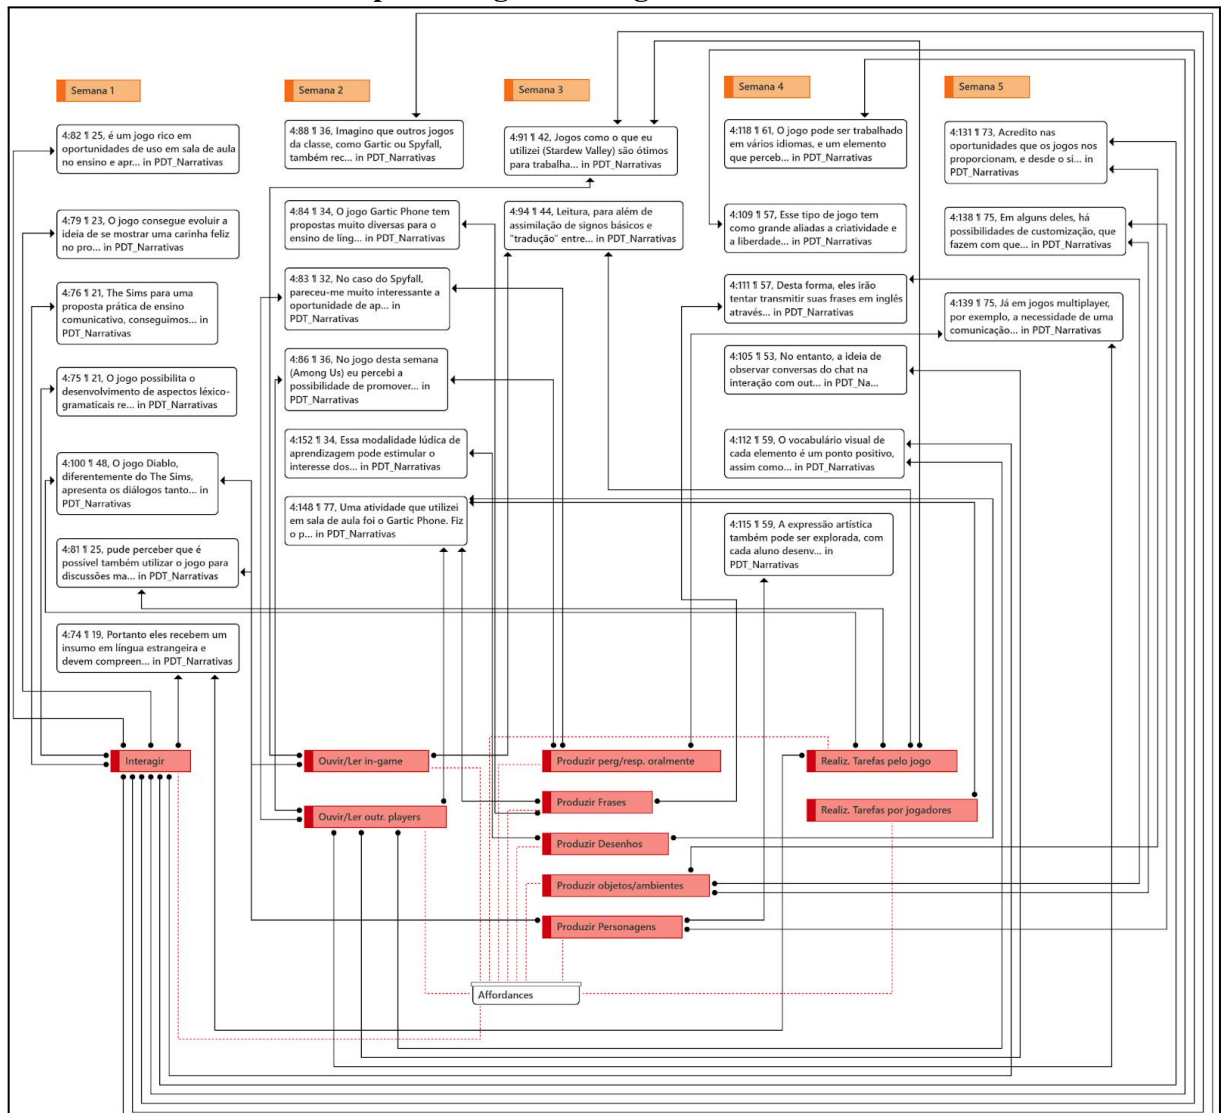 Semana 1
4:82 ¶ 25, é um jogo rico em
oportunidades de uso em sala de aula
no ensino e apr... in PDT_Narrativas
4:79 ¶ 23, O jogo consegue evoluir a
ideia de se mostrar uma carinha feliz
no pro... in PDT_Narrativas
4:76 ¶ 21, The Sims para uma
proposta prática de ensino
comunicativo, conseguimos... in
PDT_Narrativas
4:75 ¶ 21, O jogo possibilita o
desenvolvimento de aspectos léxico-
gramaticais re... in PDT_Narrativas
4:100 ¶ 48, O jogo Diablo,
diferentemente do The Sims,
apresenta os diálogos tanto... in
PDT_Narrativas
4:81 ¶ 25, pude perceber que é
possível também utilizar o jogo para
discussões ma... in PDT_Narrativas
4:74 ¶ 19, Portanto eles recebem um
insumo em língua estrangeira e
devem compreen... in PDT_Narrativas
Semana 2
4:88 ¶ 36, Imagino que outros jogos
da classe, como Gartic ou Spyfall,
também rec... in PDT_Narrativas
4:84 ¶ 34, O jogo Gartic Phone tem
propostas muito diversas para o
ensino de líng... in PDT_Narrativas
4:83 ¶ 32, No caso do Spyfall,
pareceu-me muito interessante a
oportunidade de ap... in
PDT_Narrativas
4:86 ¶ 36, No jogo desta semana
(Among Us) eu percebi a
possibilidade de promover... in
PDT_Narrativas
4:152 ¶ 34, Essa modalidade lúdica de
aprendizagem pode estimular o
interesse dos... in PDT_Narrativas
4:148 ¶ 77, Uma atividade que utilizei
em sala de aula foi o Gartic Phone. Fiz
o p... in PDT_Narrativas
Semana 3
4:91 ¶ 42, Jogos como o que eu
utilizei (Stardew Valley) são ótimos
para trabalha... in PDT_Narrativas
4:94 ¶ 44, Leitura, para além de
assimilação de signos básicos e
"tradução" entre... in PDT_Narrativas
Semana 4
4:118 ¶ 61, O jogo pode ser trabalhado
em vários idiomas, e um elemento
que perceb... in PDT_Narrativas
4:109 ¶ 57, Esse tipo de jogo tem
como grande aliadas a criatividade e
a liberdade... in PDT_Narrativas
4:111 ¶ 57, Desta forma, eles irão
tentar transmitir suas frases em inglês
através... in PDT_Narrativas
4:105 ¶ 53, No entanto, a ideia de
observar conversas do chat na
interação com out... in PDT_Na...
4:112 ¶ 59, O vocabulário visual de
cada elemento é um ponto positivo,
assim como... in PDT_Narrativas
4:115 ¶ 59, A expressão artística
também pode ser explorada, com
cada aluno desenv... in
PDT_Narrativas
Semana 5
4:131 ¶ 73, Acredito nas
oportunidades que os jogos nos
proporcionam, e desde o si... in
PDT_Narrativas
4:138 ¶ 75, Em alguns deles, há
possibilidades de customização, que
fazem com que... in PDT_Narrativas
4:139 ¶ 75, Já em jogos multiplayer,
por exemplo, a necessidade de uma
comunicação... in PDT_Narrativas
Interagir
Ouvir/Ler in-game
Ouvir/Ler outr. players
Produzir perg/resp. oralmente
Produzir Frases
Produzir Desenhos
Produzir objetos/ambientes
Produzir Personagens
Realiz. Tarefas pelo jogo
Realiz. Tarefas por jogadores
Affordances